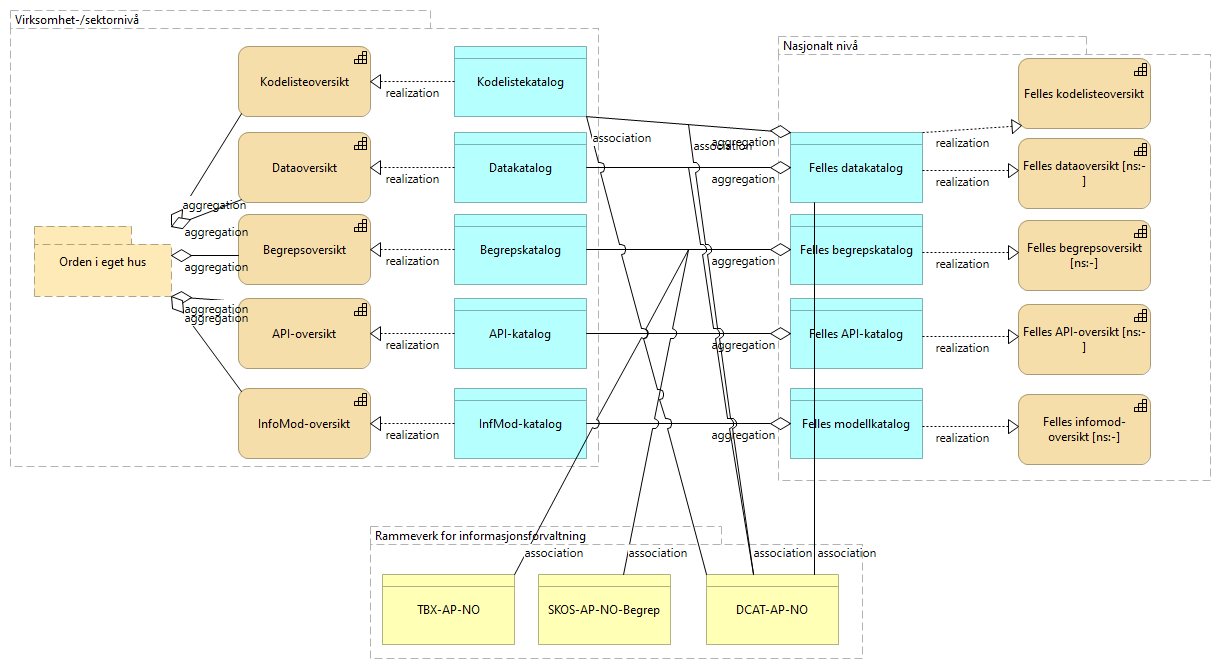 Virksomhet-/sektornivå
Nasjonalt nivå
Kodelisteoversikt
realization
Kodelistekatalog
association
association
aggregation
realization
Felles kodelisteoversikt
Dataoversikt
realization
Datakatalog
aggregation
Felles datakatalog
realization
Felles dataoversikt [ns:-
]
aggregation
aggregation
Begrepsoversikt
realization
Begrepskatalog
aggregation
Felles begrepskatalog
realization
Felles begrepsoversikt
[ns:-]
Orden i eget hus
aggregation
aggregation
aggregation
API-oversikt
realization
API-katalog
aggregation
Felles API-katalog
realization
Felles API-oversikt [ns:-
]
InfoMod-oversikt
realization
InfMod-katalog
aggregation
Felles modellkatalog
realization
Felles infomod-
oversikt [ns:-]
Rammeverk for informasjonsforvaltning
association
association
association
association
TBX-AP-NO
SKOS-AP-NO-Begrep
DCAT-AP-NO